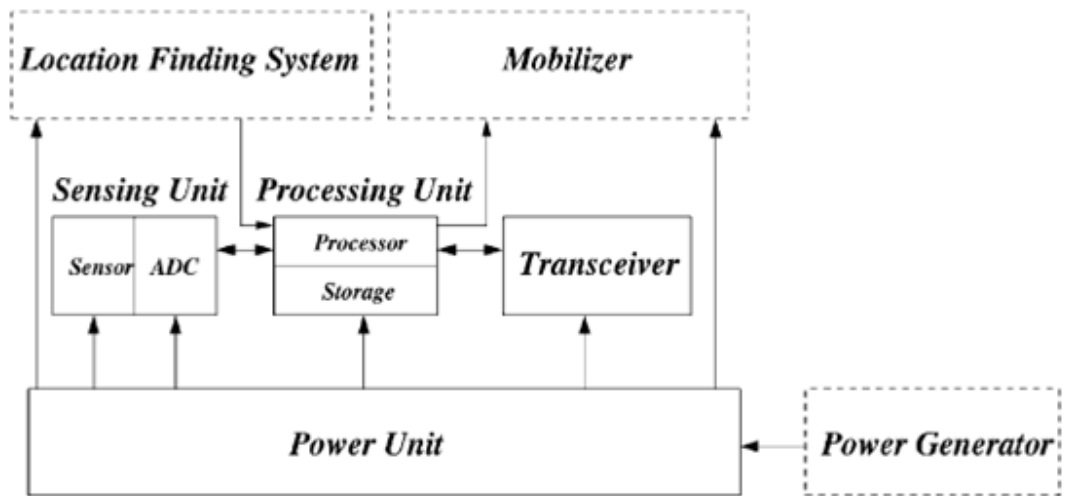 Location Finding System
Mobilizer
Sensing Unit
Processing Unit
Sensor
ADC
Processor
Storage
Transceiver
Power Unit
Power Generator